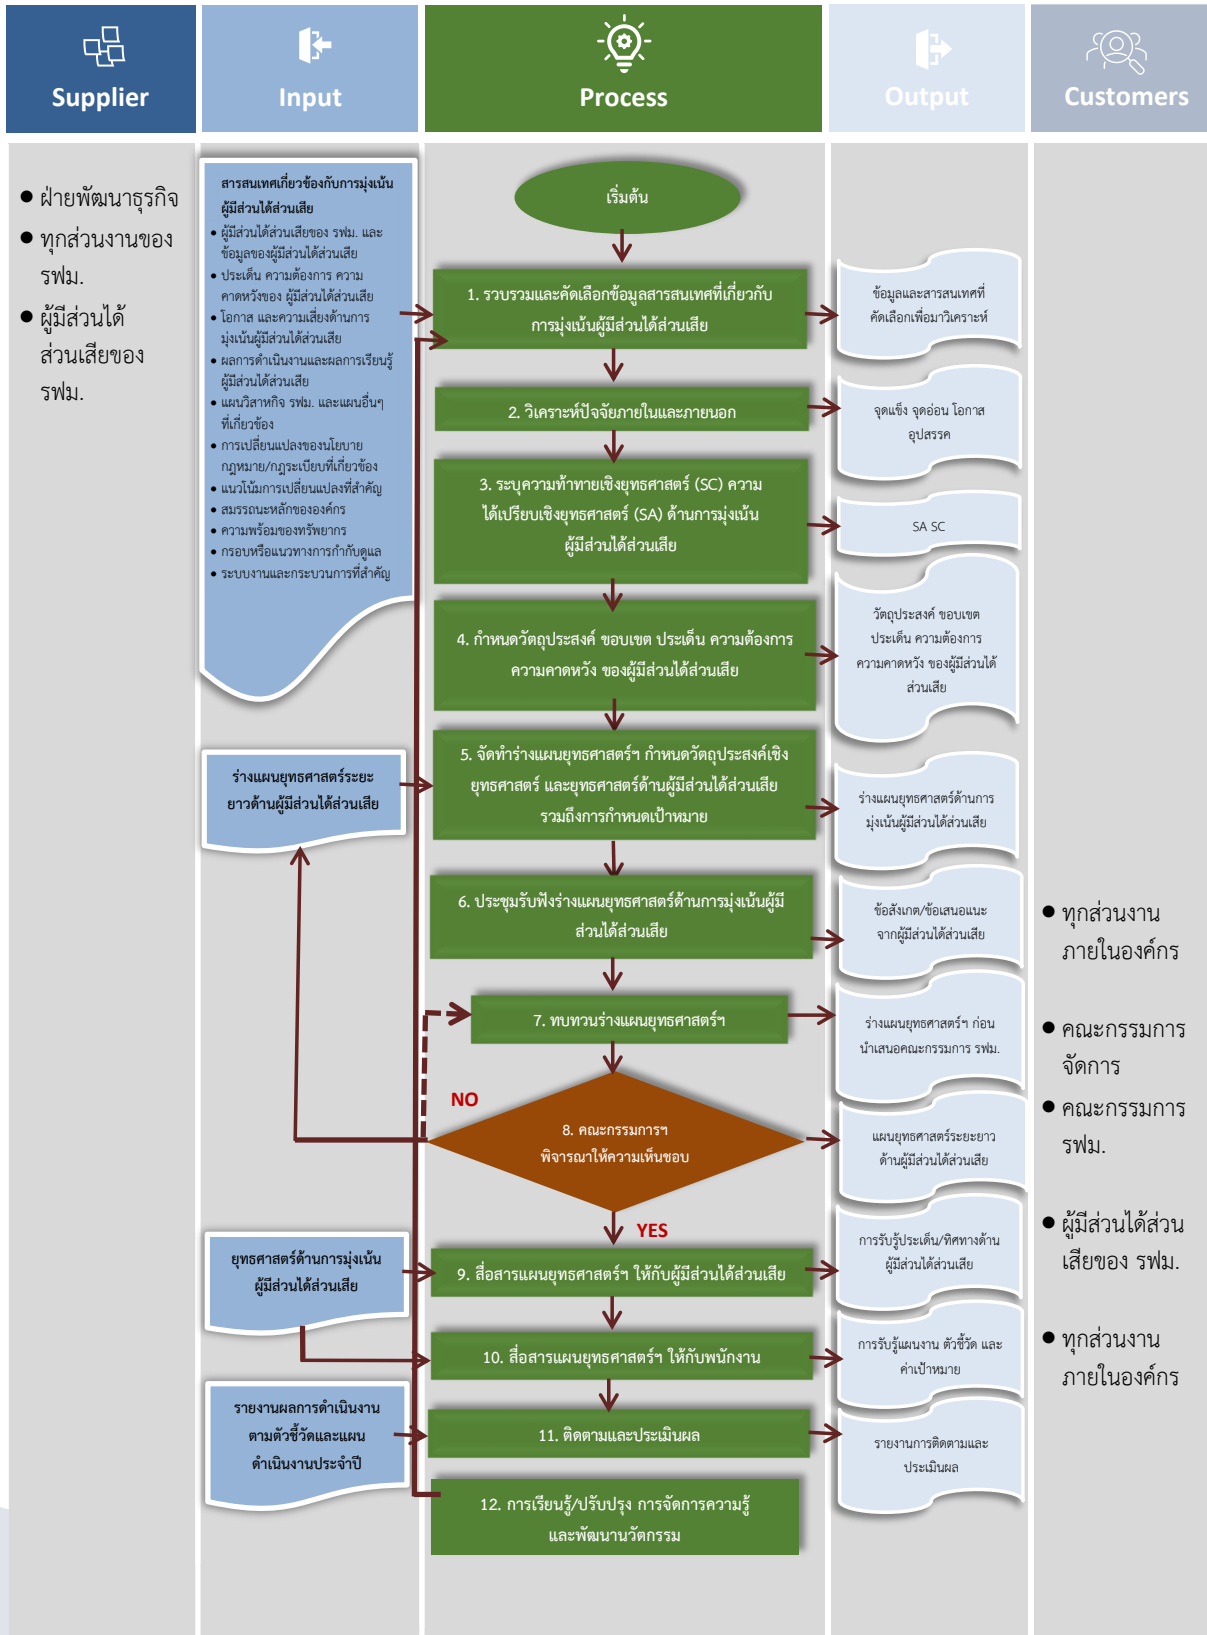 Supplier
Input
Process
Output
Customers
● ฝ่ายพัฒนาธุรกิจ
● ทุกส่วนงานของ
รฟม.
● ผู้มีส่วนได้
ส่วนเสียของ
รฟม.
สารสนเทศเกี่ยวข้องกับการมุ่งเน้น
ผู้มีส่วนได้ส่วนเสีย
● ผู้มีส่วนได้ส่วนเสียของ รฟม. และ
ข้อมูลของผู้มีส่วนได้ส่วนเสีย
● ประเด็น ความต้องการ ความ
คาดหวังของ ผู้มีส่วนได้ส่วนเสีย
● โอกาส และความเสี่ยงด้านการ
มุ่งเน้นผู้มีส่วนได้ส่วนเสีย
● ผลการดำเนินงานและผลการเรียนรู้
ผู้มีส่วนได้ส่วนเสีย
● แผนวิสาหกิจ รฟม. และแผนอื่นๆ
ที่เกี่ยวข้อง
● การเปลี่ยนแปลงของนโยบาย
กฎหมาย/กฎระเบียบที่เกี่ยวข้อง
● แนวโน้มการเปลี่ยนแปลงที่สำคัญ
● สมรรถนะหลักขององค์กร
● ความพร้อมของทรัพยากร
● กรอบหรือแนวทางการกำกับดูแล
● ระบบงานและกระบวนการที่สำคัญ
ร่างแผนยุทธศาสตร์ระยะ
ยาวด้านผู้มีส่วนได้ส่วนเสีย
ยุทธศาสตร์ด้านการมุ่งเน้น
ผู้มีส่วนได้ส่วนเสีย
รายงานผลการดำเนินงาน
ตามตัวชี้วัดและแผน
ดำเนินงานประจำปี
เริ่มต้น
1. รวบรวมและคัดเลือกข้อมูลสารสนเทศที่เกี่ยวกับ
การมุ่งเน้นผู้มีส่วนได้ส่วนเสีย
2. วิเคราะห์ปัจจัยภายในและภายนอก
3. ระบุความท้าทายเชิงยุทธศาสตร์ (SC) ความ
ได้เปรียบเชิงยุทธศาสตร์ (SA) ด้านการมุ่งเน้น
ผู้มีส่วนได้ส่วนเสีย
4. กำหนดวัตถุประสงค์ ขอบเขต ประเด็น ความต้องการ
ความคาดหวัง ของผู้มีส่วนได้ส่วนเสีย
5. จัดทำร่างแผนยุทธศาสตร์ฯ กำหนดวัตถุประสงค์เชิง
ยุทธศาสตร์ และยุทธศาสตร์ด้านผู้มีส่วนได้ส่วนเสีย
รวมถึงการกำหนดเป้าหมาย
6. ประชุมรับฟังร่างแผนยุทธศาสตร์ด้านการมุ่งเน้นผู้มี
ส่วนได้ส่วนเสีย
7. ทบทวนร่างแผนยุทธศาสตร์ฯ
NO
8. คณะกรรมการฯ
พิจารณาให้ความเห็นชอบ
YES
9. สื่อสารแผนยุทธศาสตร์ฯ ให้กับผู้มีส่วนได้ส่วนเสีย
10. สื่อสารแผนยุทธศาสตร์ฯ ให้กับพนักงาน
11. ติดตามและประเมินผล
12. การเรียนรู้/ปรับปรุง การจัดการความรู้
และพัฒนานวัตกรรม
ข้อมูลและสารสนเทศที่
คัดเลือกเพื่อมาวิเคราะห์
จุดแข็ง จุดอ่อน โอกาส
อุปสรรค
SA SC
วัตถุประสงค์ ขอบเขต
ประเด็น ความต้องการ
ความคาดหวัง ของผู้มีส่วนได้
ส่วนเสีย
ร่างแผนยุทธศาสตร์ด้านการ
มุ่งเน้นผู้มีส่วนได้ส่วนเสีย
ข้อสังเกต/ข้อเสนอแนะ
จากผู้มีส่วนได้ส่วนเสีย
ร่างแผนยุทธศาสตร์ฯ ก่อน
นำเสนอคณะกรรมการ รฟม.
แผนยุทธศาสตร์ระยะยาว
ด้านผู้มีส่วนได้ส่วนเสีย
การรับรู้ประเด็น/ทิศทางด้าน
ผู้มีส่วนได้ส่วนเสีย
การรับรู้แผนงาน ตัวชี้วัด และ
ค่าเป้าหมาย
รายงานการติดตามและ
ประเมินผล
● ทุกส่วนงาน
ภายในองค์กร
● คณะกรรมการ
จัดการ
● คณะกรรมการ
รฟม.
● ผู้มีส่วนได้ส่วน
เสียของ รฟม.
● ทุกส่วนงาน
ภายในองค์กร